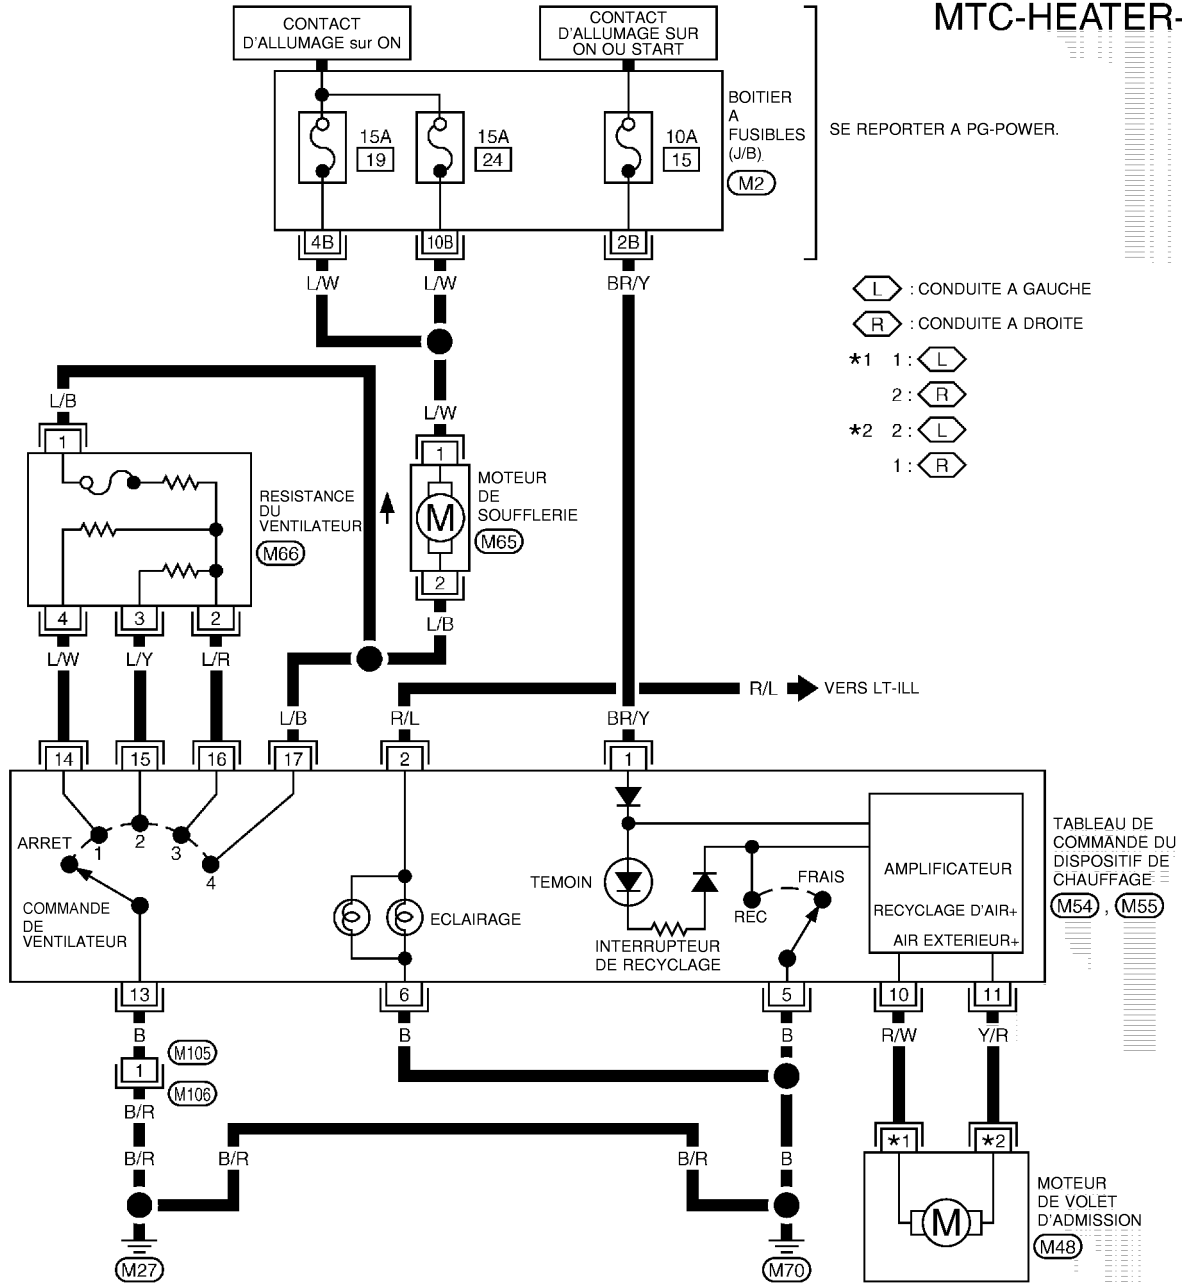 MTC-HEATER-
CONTACT
D'ALLUMAGE sur ON
CONTACT
D'ALLUMAGE SUR
ON OU START
15A
19
15A
24
10A
15
BOITIER
A
FUSIBLES
(J/B)
M2
SE REPORTER A PG-POWER.
4B
10B
2B
L/W
L/W
BR/Y
L : CONDUITE A GAUCHE
R : CONDUITE A DROITE
*1 1 : L
2 : R
*2 2 : L
1 : R
L/B
L/W
1
1
RESISTANCE
DU
VENTILATEUR
M66
M
MOTEUR
DE
SOUFFLERIE
M65
4
3
2
2
L/B
L/W
L/Y
L/R
R/L
VERS LT-ILL
L/B
R/L
BR/Y
14
15
16
17
2
1
ARRET
1
2
3
4
COMMANDE
DE
VENTILATEUR
ECLAIRAGE
TEMOIN
INTERRUPTEUR
DE RECYCLAGE
REC
FRAIS
AMPLIFICATEUR
RECYCLAGE D'AIR+
AIR EXTERIEUR+
TABLEAU DE
COMMANDE DU
DISPOSITIF DE
CHAUFFAGE
M54 , M55
13
6
5
10
11
B
B
B
R/W
Y/R
M105
1
M106
B/R
B/R
B/R
B/R
B
*1
*2
M
MOTEUR
DE VOLET
D'ADMISSION
M48
M27
M70